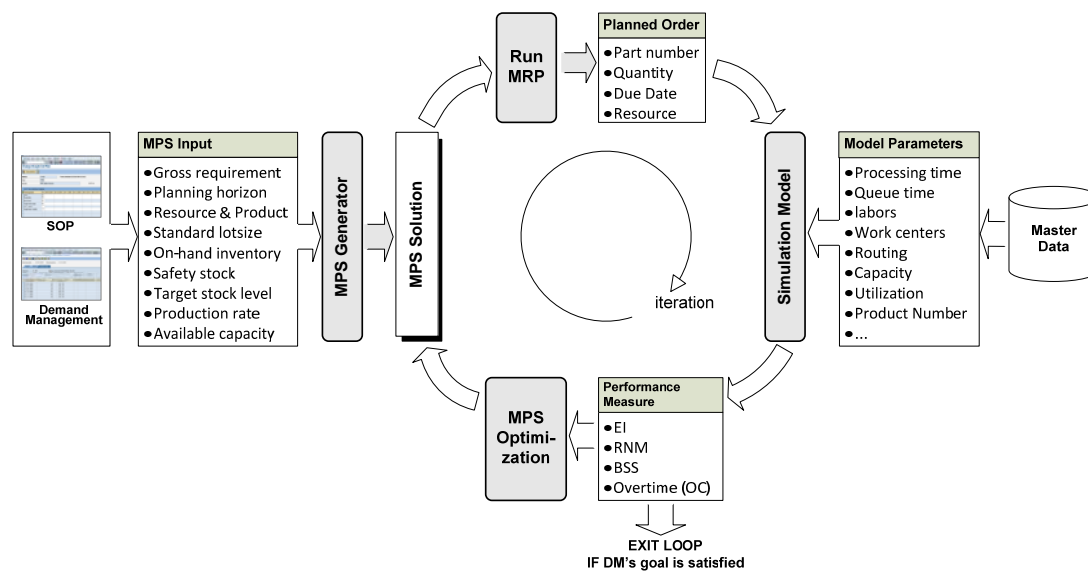 SOP
Demand
Management
MPS Input
●Gross requirement
●Planning horizon
●Resource & Product
●Standard lotsize
●On-hand inventory
●Safety stock
●Target stock level
●Production rate
●Available capacity
MPS Generator
MPS Solution
Run
MRP
Planned Order
●Part number
●Quantity
●Due Date
●Resource
iteration
Simulation Model
Model Parameters
●Processing time
●Queue time
●labors
●Work centers
●Routing
●Capacity
●Utilization
●Product Number
●...
Master
Data
Performance
Measure
●EI
●RNM
●BSS
●Overtime (OC)
MPS
Optimi-
zation
EXIT LOOP
IF DM's goal is satisfied